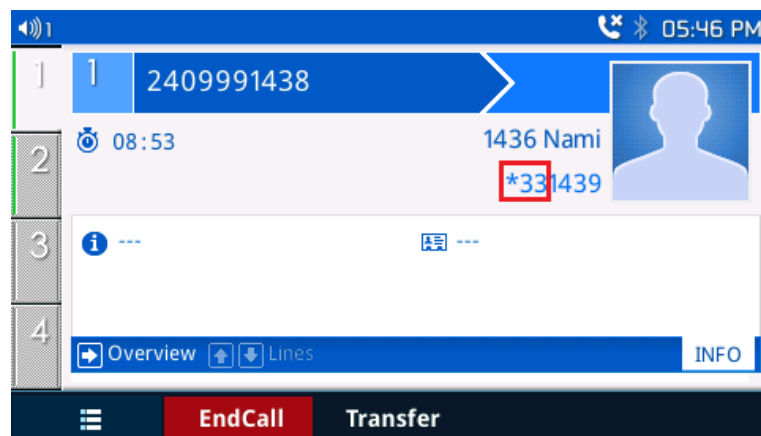 1 05:46 PM
1 1 2409991438
08:53 1436 Nami
2 *331439
3 --- ---
4
Overview Lines INFO
EndCall Transfer